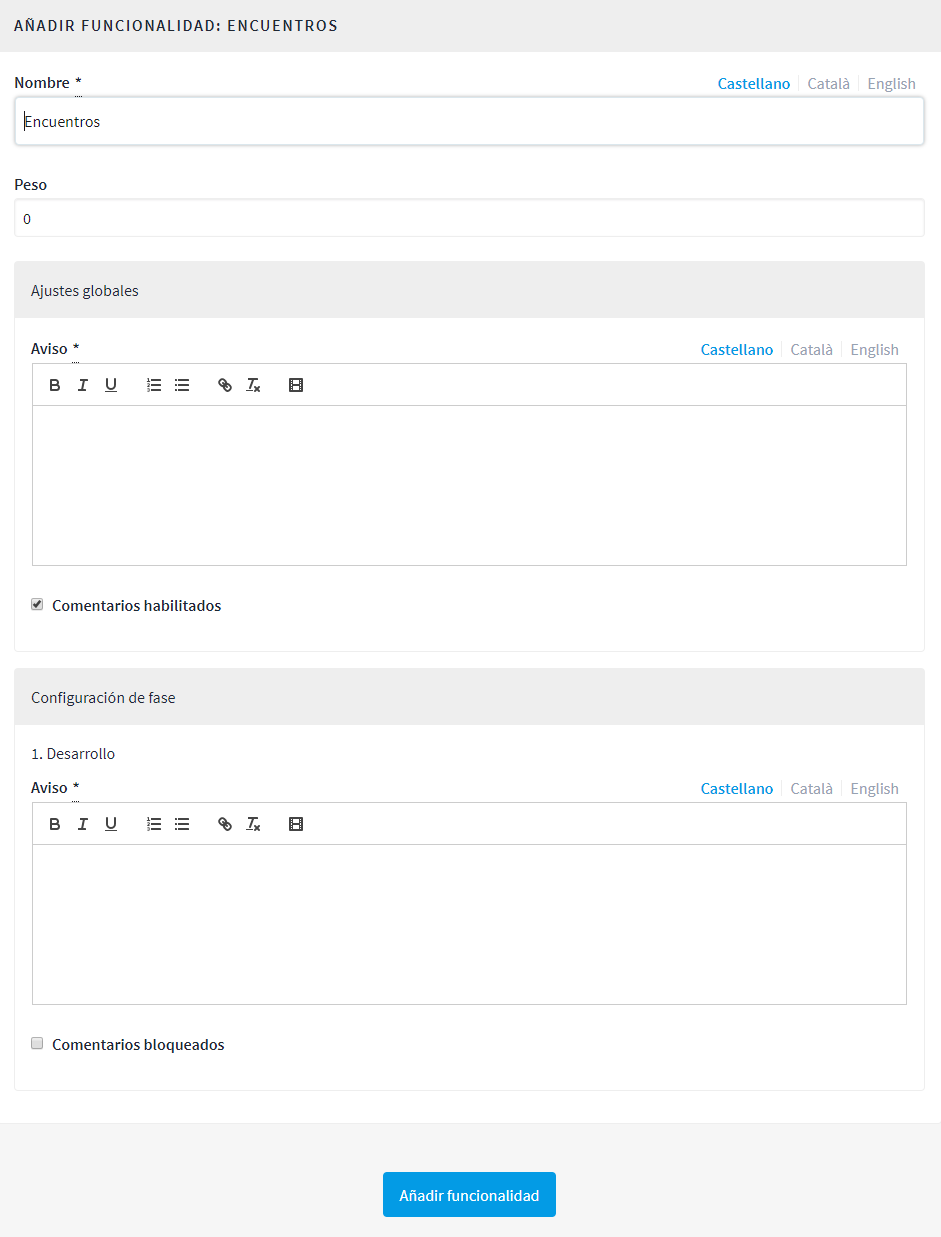 AÑADIR FUNCIONALIDAD: ENCUENTROS
Nombre * Castellano Català English
Encuentros
Peso
0
Ajustes globales
Aviso * Castellano Català English
Comentarios habilitados
Configuración de fase
1. Desarrollo
Aviso * Castellano Català English
Comentarios bloqueados
Añadir funcionalidad